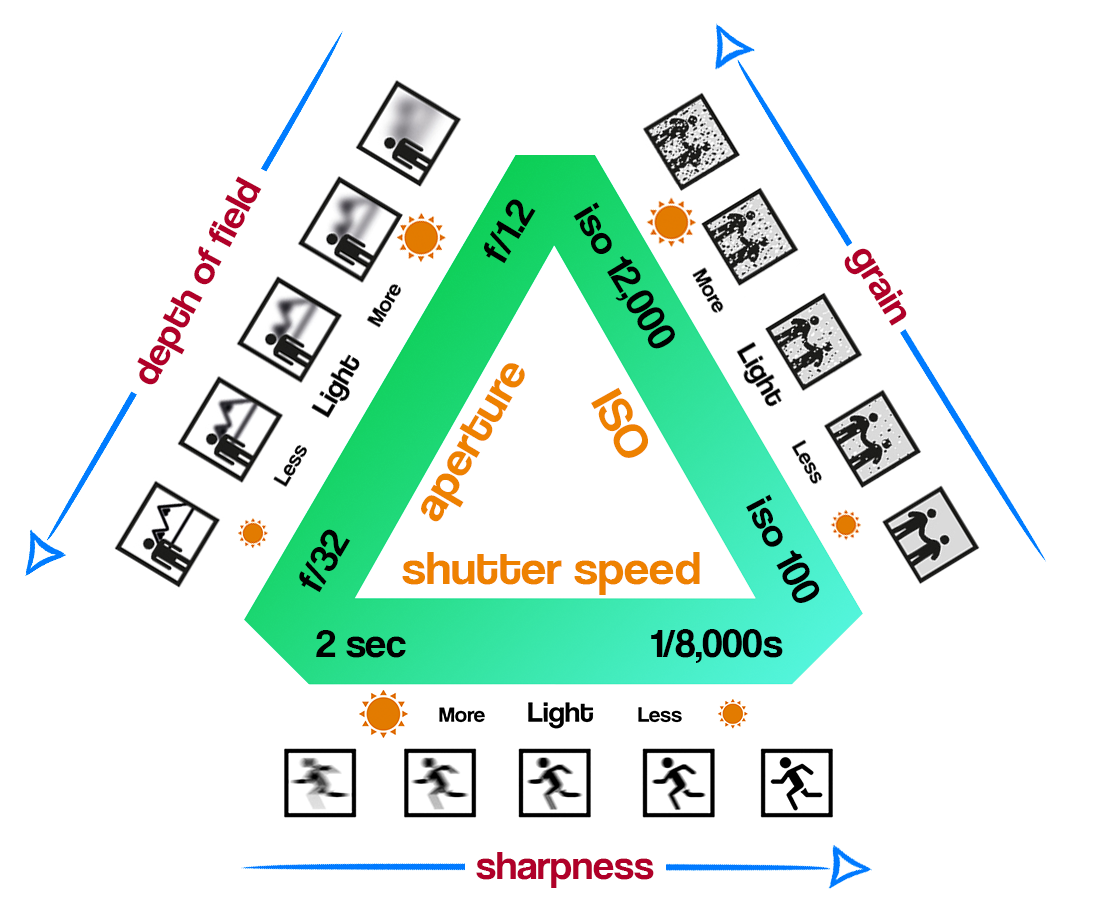 depth of field
grain
f/1.2
iso 12,000
More
Light
Less
More
Light
Less
aperture
ISO
shutter speed
f/32
iso 100
2 sec
1/8,000s
More
Light
Less
sharpness